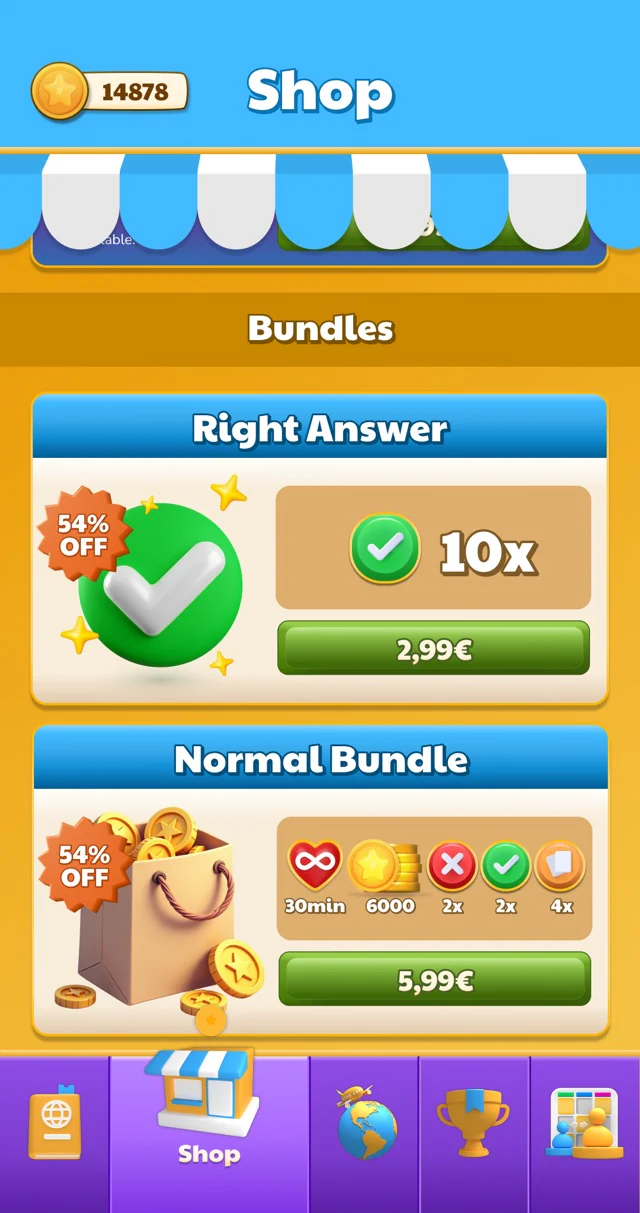 14878
Shop
Bundles
Right Answer
54%
OFF
10x
2,99€
Normal Bundle
54%
OFF
30min 6000 2x 2x 4x
5,99€
Shop